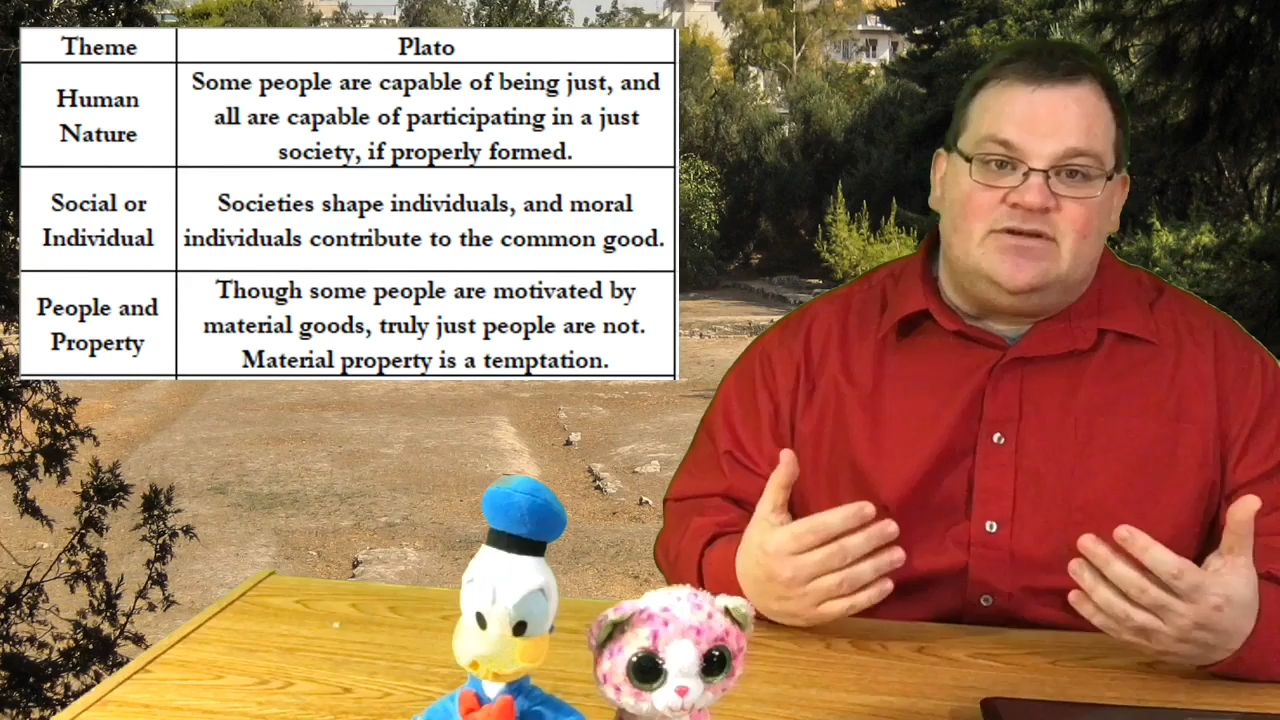 Theme Plato
Human Nature
Some people are capable of being just, and
all are capable of participating in a just
society, if properly formed.
Social or Individual
Societies shape individuals, and moral
individuals contribute to the common good.
People and Property
Though some people are motivated by
material goods, truly just people are not.
Material property is a temptation.